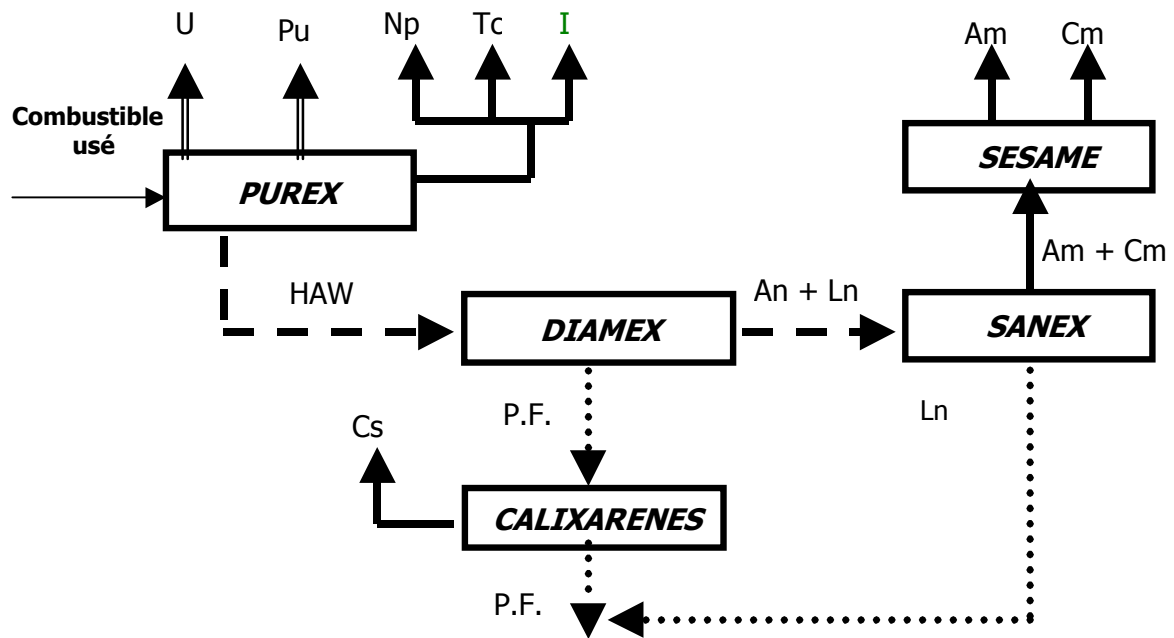 U
Pu
Np
Tc
I
Am
Cm
Combustible
usé
PUREX
SESAME
Am + Cm
HAW
An + Ln
DIAMEX
SANEX
P.F.
Ln
Cs
CALIXARENES
P.F.